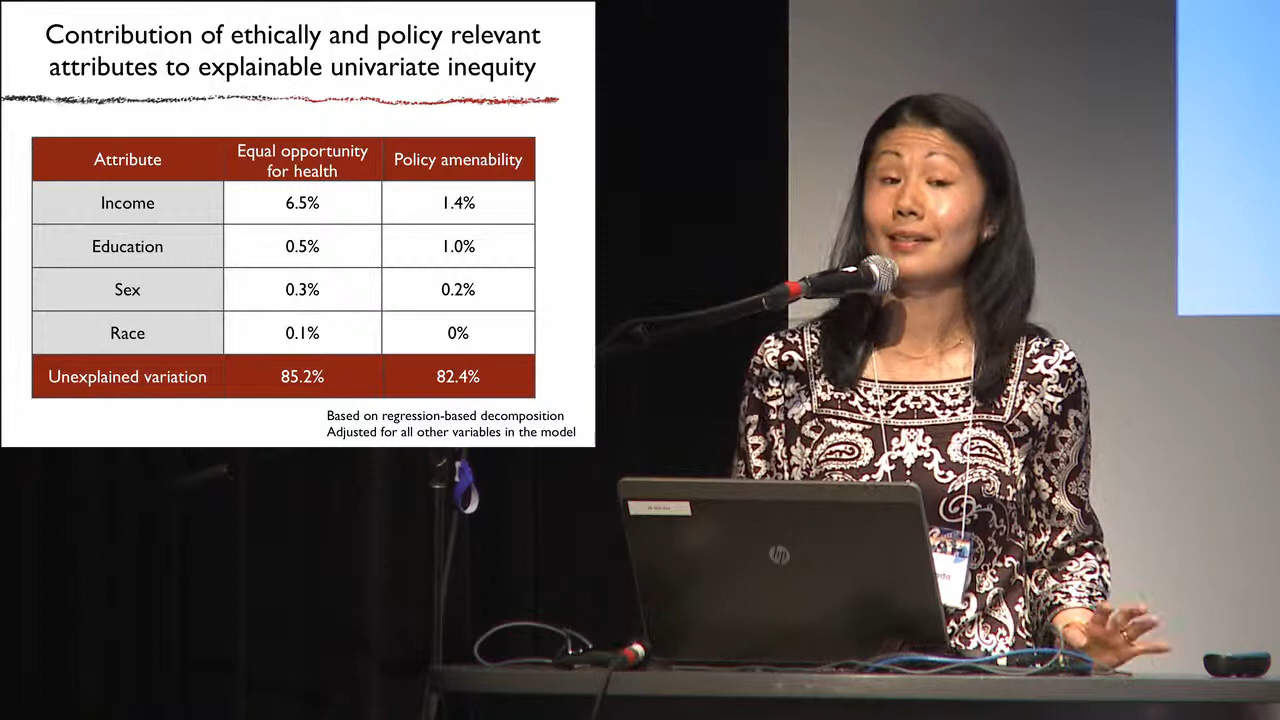 Contribution of ethically and policy relevant
attributes to explainable univariate inequity
Attribute
Equal opportunity
for health
Policy amenability
Income
6.5%
1.4%
Education
0.5%
1.0%
Sex
0.3%
0.2%
Race
0.1%
0%
Unexplained variation
85.2%
82.4%
Based on regression-based decomposition
Adjusted for all other variables in the model
hp